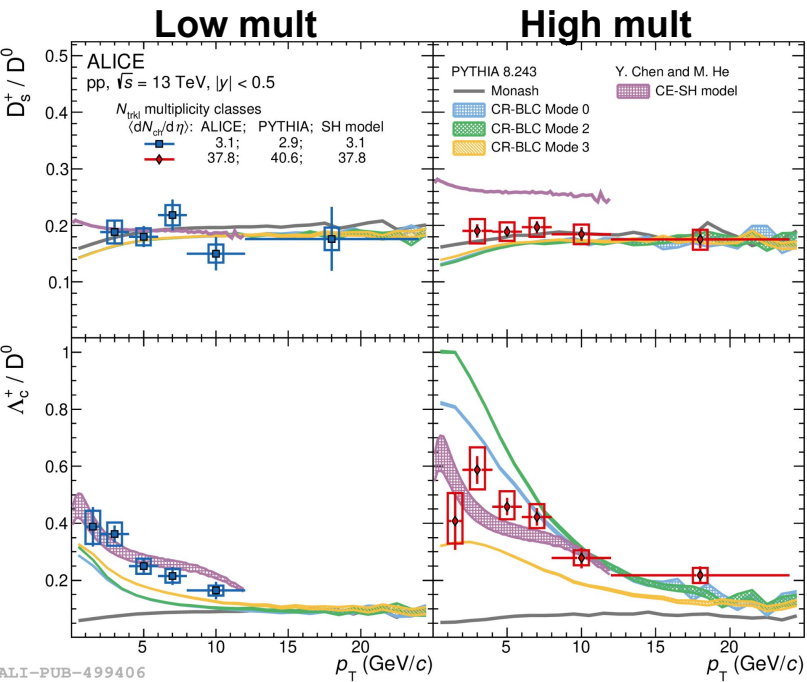 Low mult High mult
D_s^+ / D^0
0.5
0.4
0.3
0.2
0.1
ALICE
pp, √s = 13 TeV, |y| < 0.5
N_trkl multiplicity classes
⟨dN_ch/dη⟩: ALICE; PYTHIA; SH model
3.1; 2.9; 3.1
37.8; 40.6; 37.8
PYTHIA 8.243
Monash
CR-BLC Mode 0
CR-BLC Mode 2
CR-BLC Mode 3
Y. Chen and M. He
CE-SH model
Λ_c^+ / D^0
1
0.8
0.6
0.4
0.2
5 10 15 20 5 10 15 20
p_T (GeV/c) p_T (GeV/c)
ALI-PUB-499406